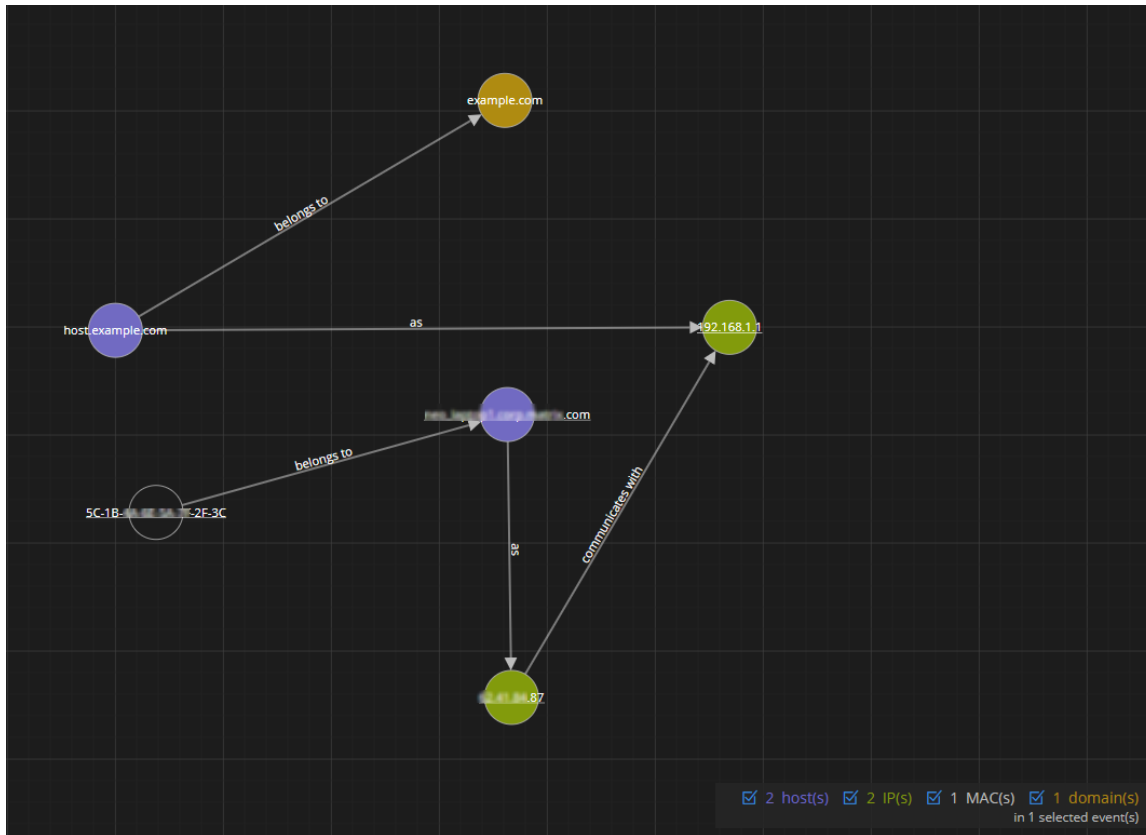 example.com
belongs to
host.example.com
as
192.168.1.1
.com
belongs to
5C-1B- -2F-3C
as
communicates with
.87
2 host(s) 2 IP(s) 1 MAC(s) 1 domain(s)
in 1 selected event(s)